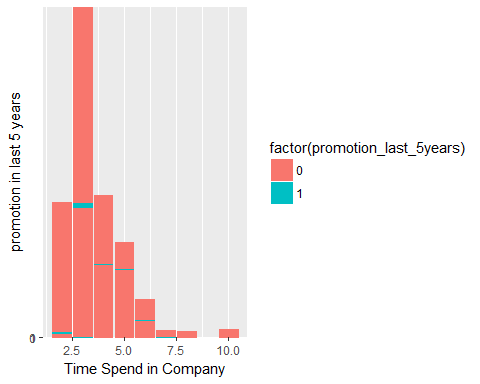 promotion in last 5 years
2.5 5.0 7.5 10.0
Time Spend in Company
factor(promotion_last_5years)
0
1